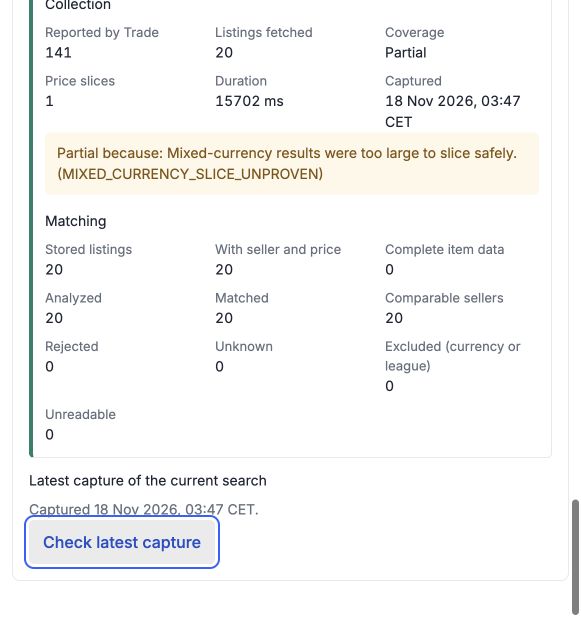 Collection
Reported by Trade
141
Listings fetched
20
Coverage
Partial
Price slices
1
Duration
15702 ms
Captured
18 Nov 2026, 03:47
CET
Partial because: Mixed-currency results were too large to slice safely.
(MIXED_CURRENCY_SLICE_UNPROVEN)
Matching
Stored listings
20
With seller and price
20
Complete item data
0
Analyzed
20
Matched
20
Comparable sellers
20
Rejected
0
Unknown
0
Excluded (currency or
league)
0
Unreadable
0
Latest capture of the current search
Captured 18 Nov 2026, 03:47 CET.
Check latest capture